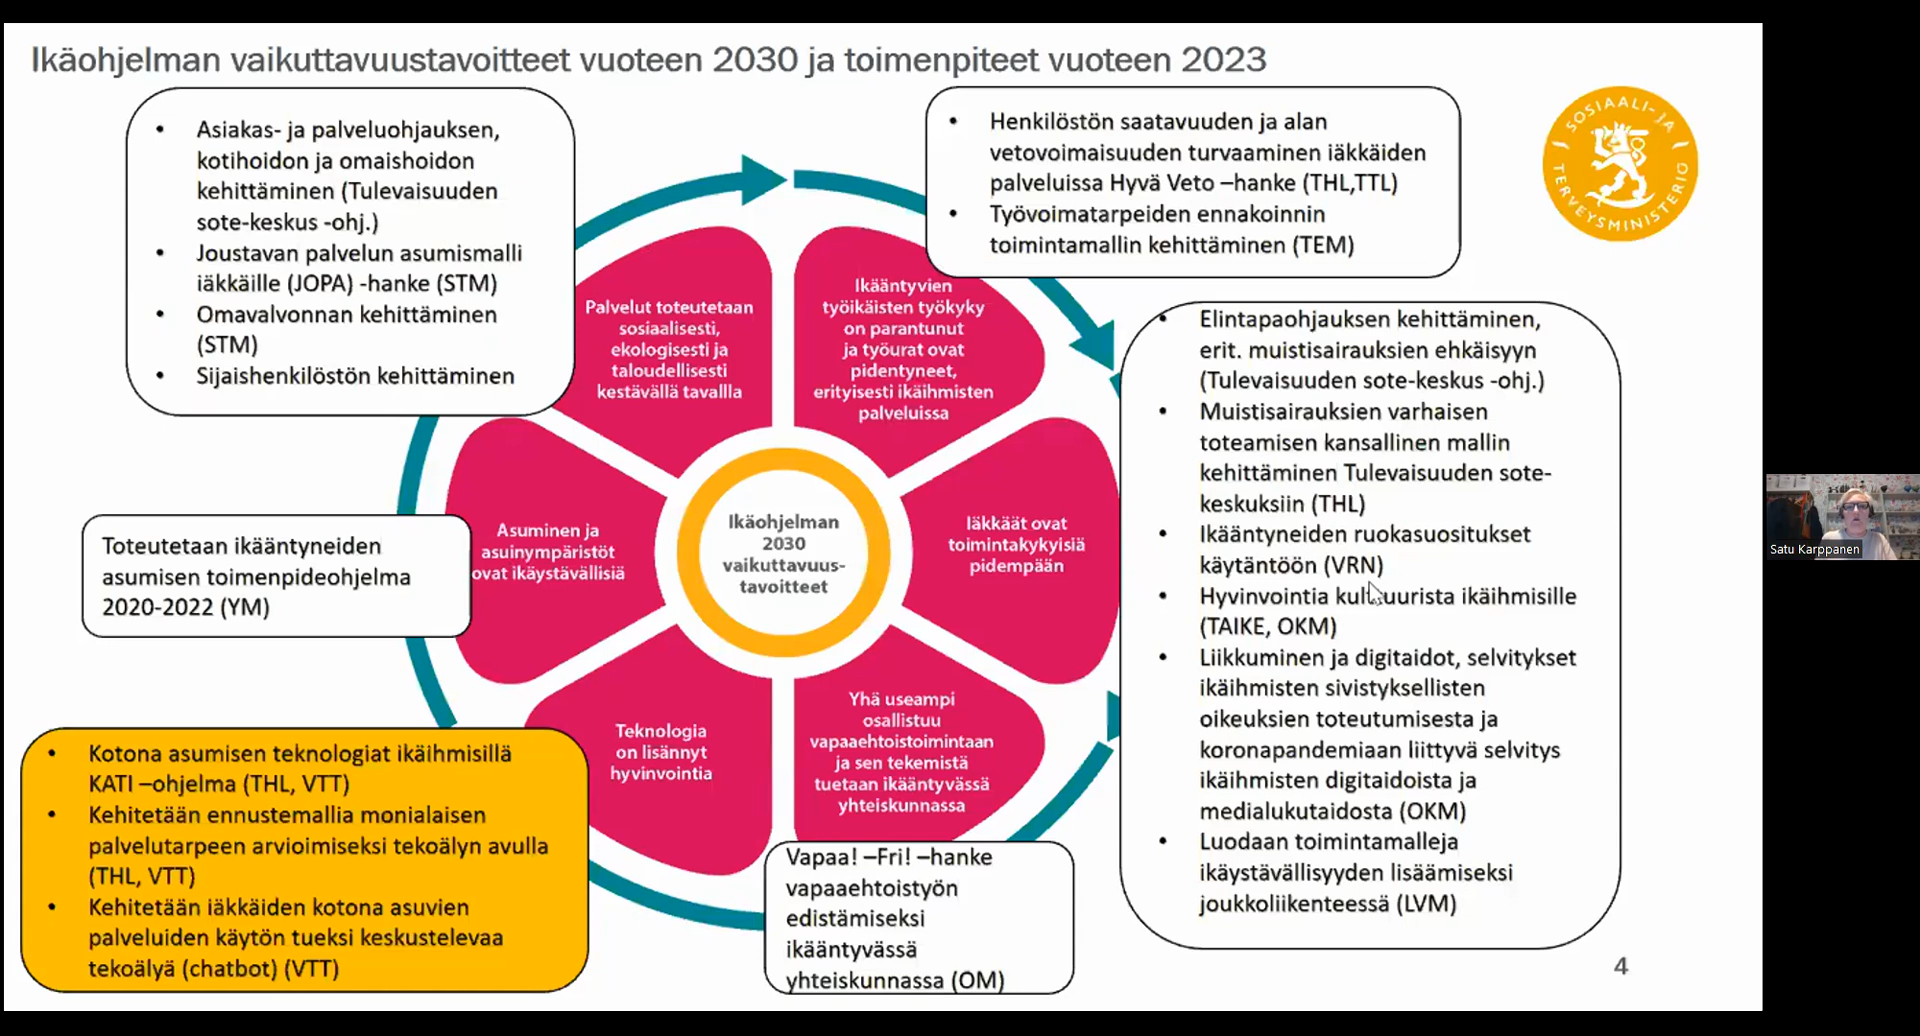 Ikäohjelman vaikuttavuustavoitteet vuoteen 2030 ja toimenpiteet vuoteen 2023
• Asiakas- ja palveluohjauksen,
kotihoidon ja omaishoidon
kehittäminen (Tulevaisuuden
sote-keskus -ohj.)
• Joustavan palvelun asumismalli
iäkkäille (JOPA) -hanke (STM)
• Omavalvonnan kehittäminen
(STM)
• Sijaishenkilöstön kehittäminen
• Henkilöstön saatavuuden ja alan
vetovoimaisuuden turvaaminen iäkkäiden
palveluissa Hyvä Veto –hanke (THL,TTL)
• Työvoimatarpeiden ennakoinnin
toimintamallin kehittäminen (TEM)
SOSIAALI- JA
TERVEYSMINISTERIÖ
Palvelut toteutetaan
sosiaalisesti,
ekologisesti ja
taloudellisesti
kestävällä tavallla
Ikääntyvien
työikäisten työkyky
on parantunut
ja työurat ovat
pidentyneet,
erityisesti ikäihmisten
palveluissa
• Elintapaohjauksen kehittäminen,
erit. muistisairauksien ehkäisyyn
(Tulevaisuuden sote-keskus -ohj.)
• Muistisairauksien varhaisen
toteamisen kansallinen mallin
kehittäminen Tulevaisuuden sote-
keskuksiin (THL)
• Ikääntyneiden ruokasuositukset
käytäntöön (VRN)
• Hyvinvointia kulttuurista ikäihmisille
(TAIKE, OKM)
• Liikkuminen ja digitaidot, selvitykset
ikäihmisten sivistyksellisten
oikeuksien toteutumisesta ja
koronapandemiaan liittyvä selvitys
ikäihmisten digitaidoista ja
medialukutaidosta (OKM)
• Luodaan toimintamalleja
ikäystävällisyyden lisäämiseksi
joukkoliikenteessä (LVM)
Toteutetaan ikääntyneiden
asumisen toimenpideohjelma
2020-2022 (YM)
Asuminen ja
asuinympäristöt
ovat ikäystävällisiä
Ikäohjelman
2030
vaikuttavuus-
tavoitteet
Iäkkäät ovat
toimintakykyisiä
pidempään
Teknologia
on lisännyt
hyvinvointia
Yhä useampi
osallistuu
vapaaehtoistoimintaan
ja sen tekemistä
tuetaan ikääntyvässä
yhteiskunnassa
• Kotona asumisen teknologiat ikäihmisillä
KATI –ohjelma (THL, VTT)
• Kehitetään ennustemallia monialaisen
palvelutarpeen arvioimiseksi tekoälyn avulla
(THL, VTT)
• Kehitetään iäkkäiden kotona asuvien
palveluiden käytön tueksi keskustelevaa
tekoälyä (chatbot) (VTT)
Vapaa! –Fri! –hanke
vapaaehtoistyön
edistämiseksi
ikääntyvässä
yhteiskunnassa (OM)
4
Satu Karppanen